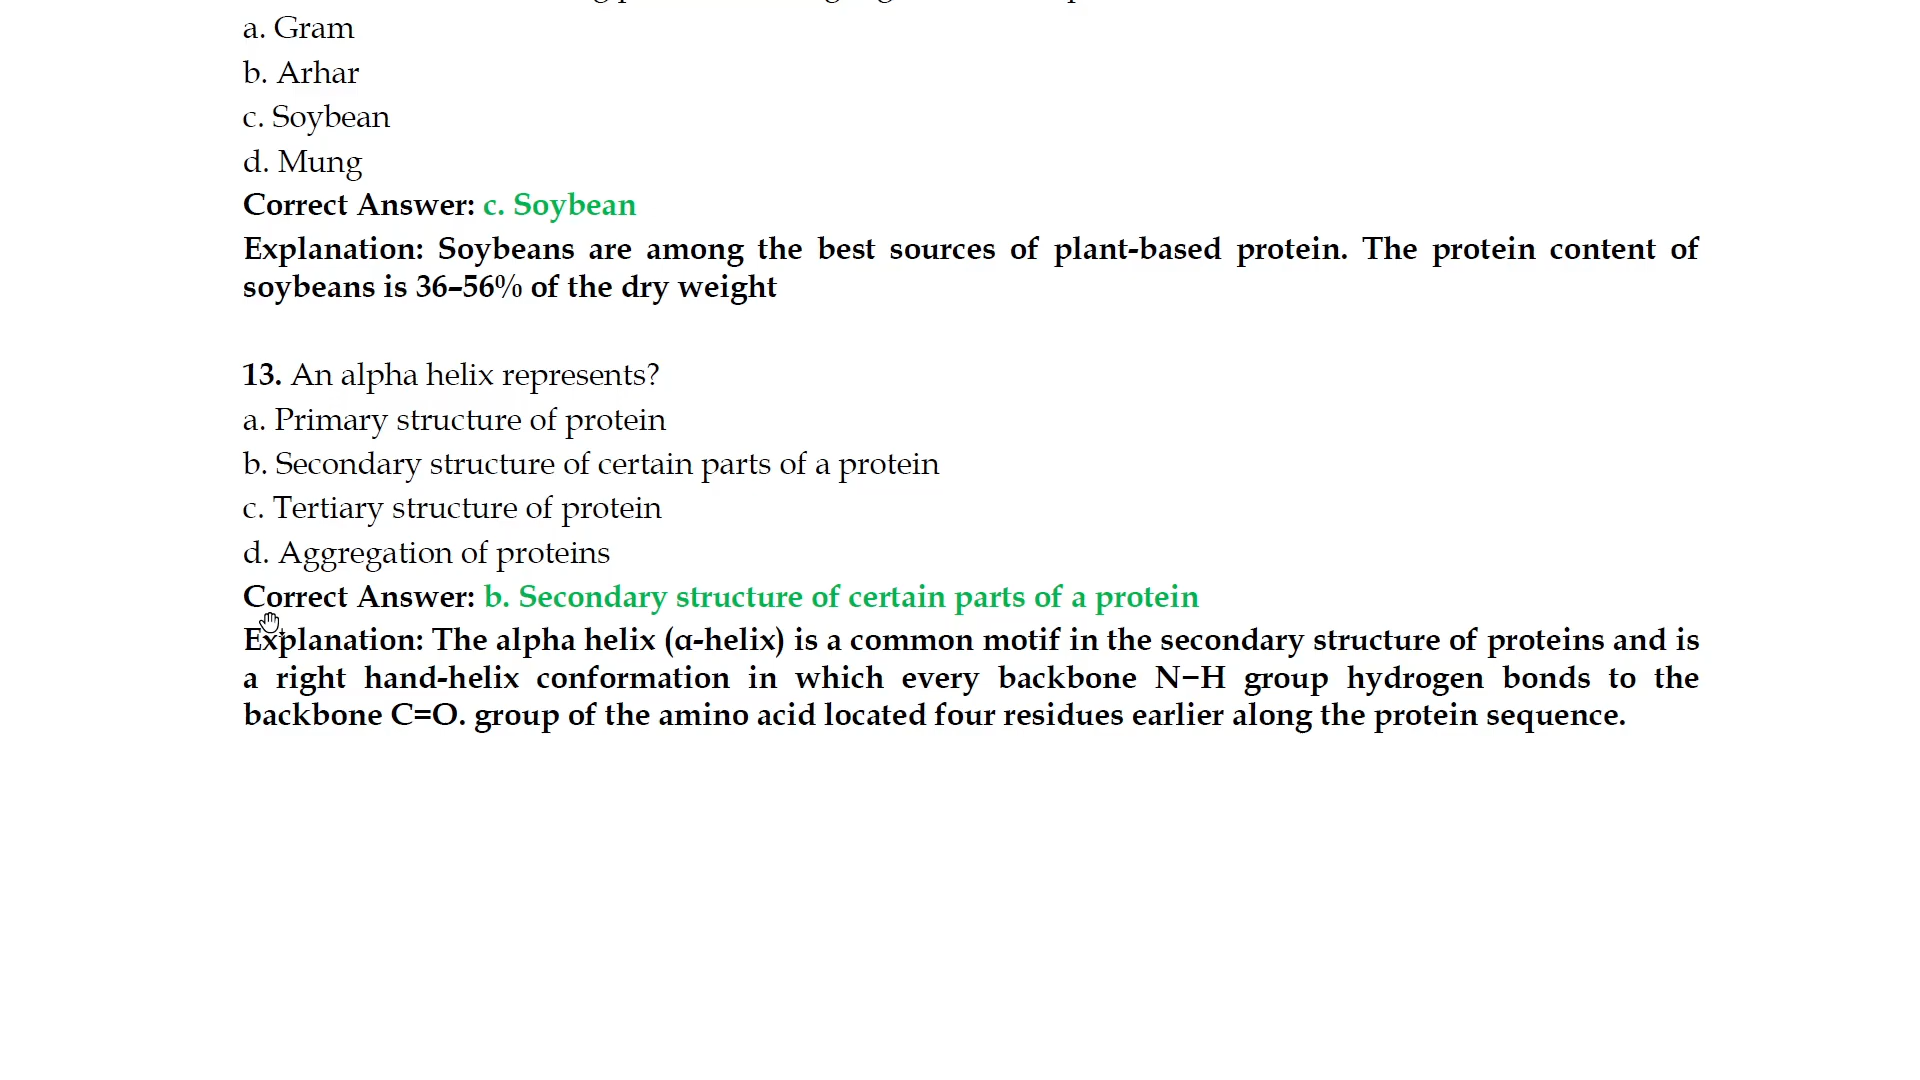 a. Gram
b. Arhar
c. Soybean
d. Mung
Correct Answer: c. Soybean
Explanation: Soybeans are among the best sources of plant-based protein. The protein content of
soybeans is 36–56% of the dry weight
13. An alpha helix represents?
a. Primary structure of protein
b. Secondary structure of certain parts of a protein
c. Tertiary structure of protein
d. Aggregation of proteins
Correct Answer: b. Secondary structure of certain parts of a protein
Explanation: The alpha helix (α-helix) is a common motif in the secondary structure of proteins and is
a right hand-helix conformation in which every backbone N−H group hydrogen bonds to the
backbone C=O. group of the amino acid located four residues earlier along the protein sequence.